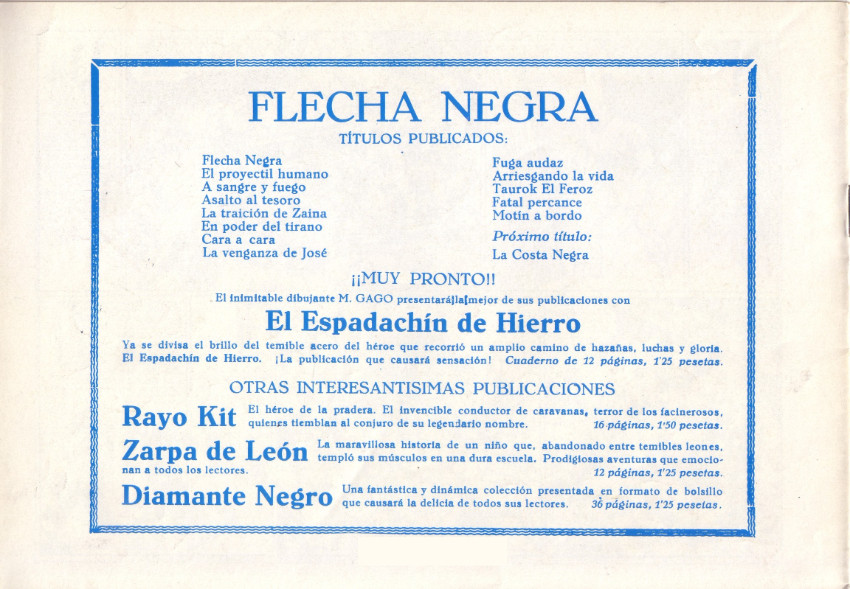 FLECHA NEGRA
TÍTULOS PUBLICADOS:
Flecha Negra
El proyectil humano
A sangre y fuego
Asalto al tesoro
La traición de Zaina
En poder del tirano
Cara a cara
La venganza de José
Fuga audaz
Arriesgando la vida
Taurok El Feroz
Fatal percance
Motín a bordo
Próximo título:
La Costa Negra
¡¡MUY PRONTO!!
El inimitable dibujante M. GAGO presentará la mejor de sus publicaciones con
El Espadachín de Hierro
Ya se divisa el brillo del temible acero del héroe que recorrió un amplio camino de hazañas, luchas y gloria.
El Espadachín de Hierro. ¡La publicación que causará sensación! Cuaderno de 12 páginas, 1'25 pesetas.
OTRAS INTERESANTISIMAS PUBLICACIONES
Rayo Kit El héroe de la pradera. El invencible conductor de caravanas, terror de los facinerosos,
quienes tiemblan al conjuro de su legendario nombre. 16 páginas, 1'50 pesetas.
Zarpa de León La maravillosa historia de un niño que, abandonado entre temibles leones,
templó sus músculos en una dura escuela. Prodigiosas aventuras que emocio-
nan a todos los lectores. 12 páginas, 1'25 pesetas.
Diamante Negro Una fantástica y dinámica colección presentada en formato de bolsillo
que causará la delicia de todos sus lectores. 36 páginas, 1'25 pesetas.